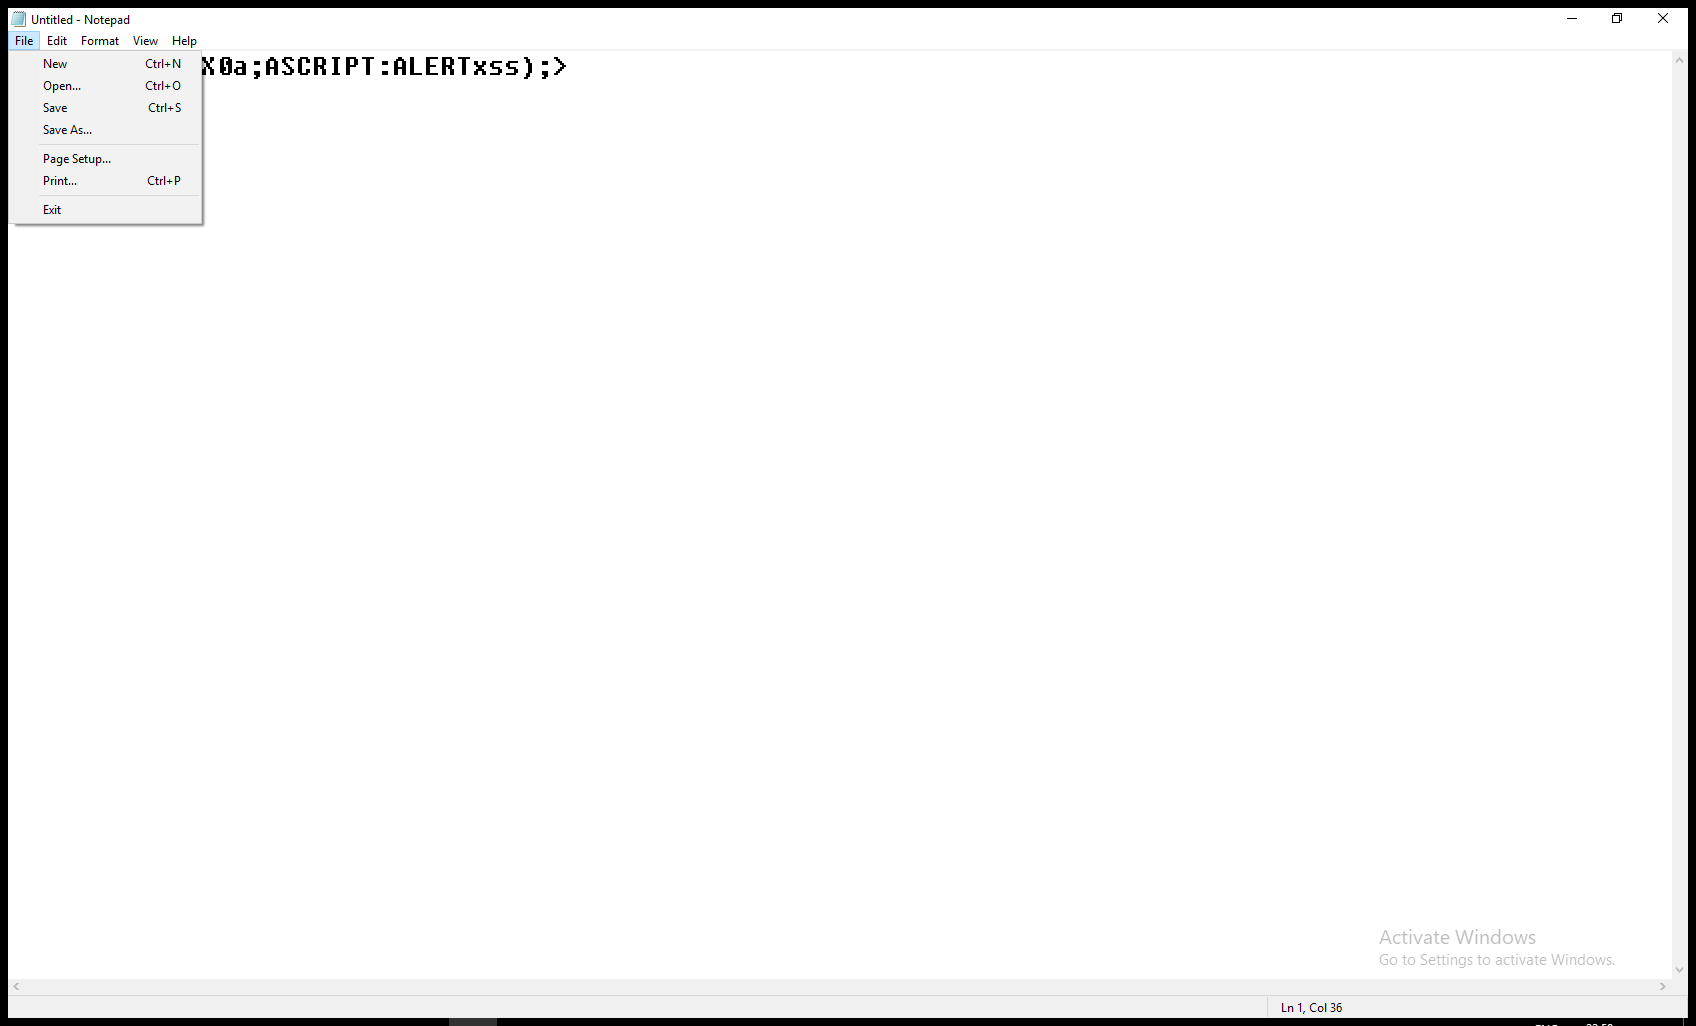 Untitled - Notepad
File Edit Format View Help
X0a;ASCRIPT:ALERTxss);>
New Ctrl+N
Open... Ctrl+O
Save Ctrl+S
Save As...
Page Setup...
Print... Ctrl+P
Exit
Activate Windows
Go to Settings to activate Windows.
Ln 1, Col 36